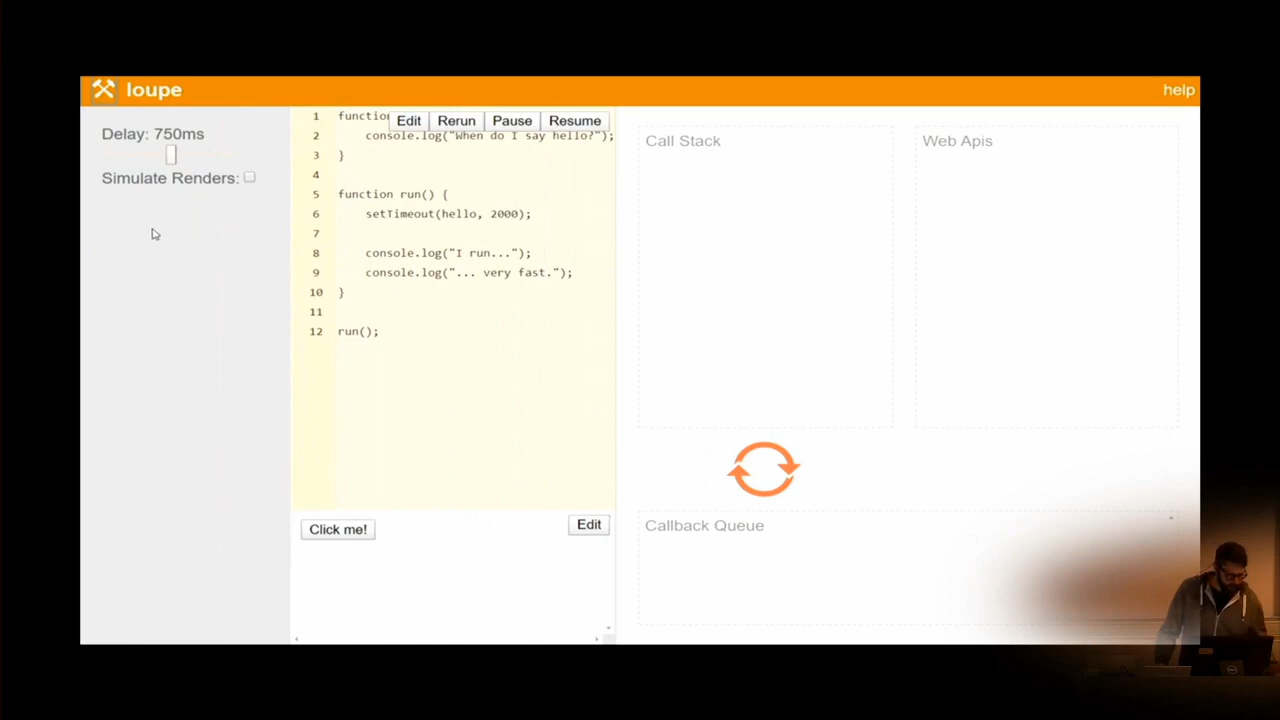 loupe
help
Delay: 750ms
Simulate Renders:
Edit
Rerun
Pause
Resume
1 functio
2 console.log("When do I say hello?");
3 }
4
5 function run() {
6 setTimeout(hello, 2000);
7
8 console.log("I run...");
9 console.log("... very fast.");
10 }
11
12 run();
Click me!
Edit
Call Stack
Web Apis
Callback Queue